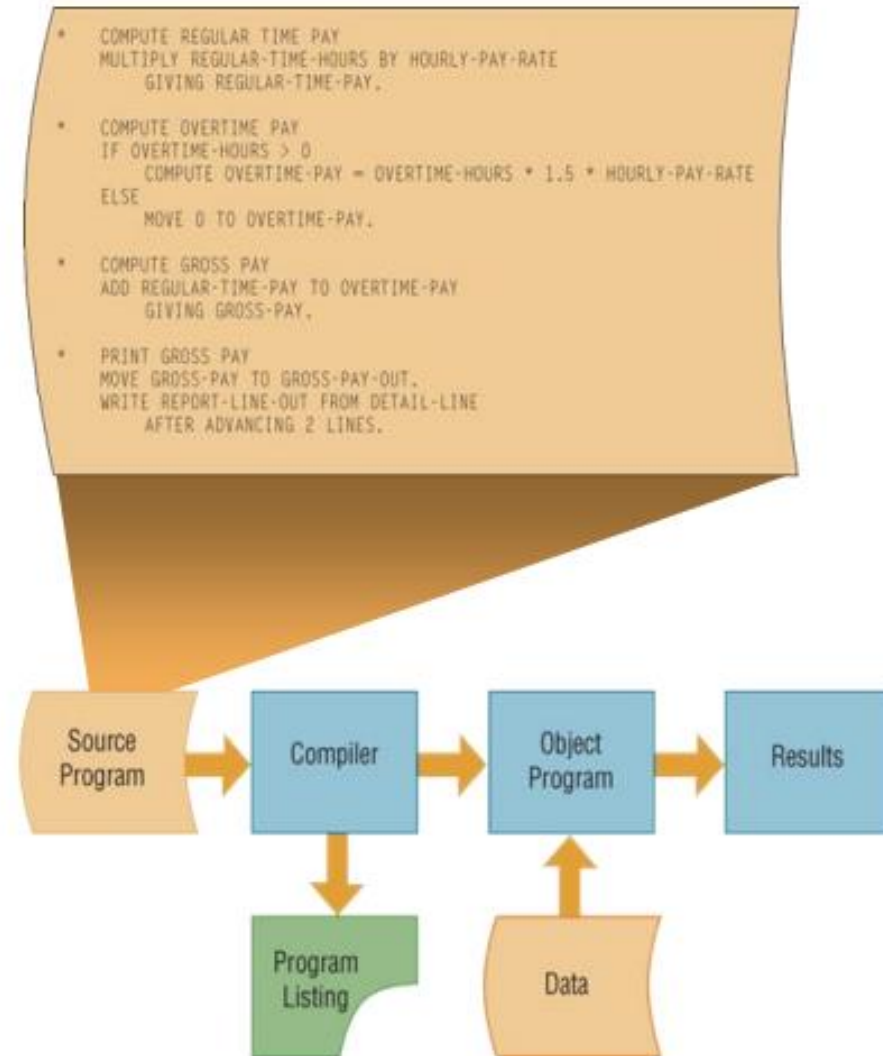 * COMPUTE REGULAR TIME PAY
MULTIPLY REGULAR-TIME-HOURS BY HOURLY-PAY-RATE
GIVING REGULAR-TIME-PAY.
* COMPUTE OVERTIME PAY
IF OVERTIME-HOURS > 0
COMPUTE OVERTIME-PAY = OVERTIME-HOURS * 1.5 * HOURLY-PAY-RATE
ELSE
MOVE 0 TO OVERTIME-PAY.
* COMPUTE GROSS PAY
ADD REGULAR-TIME-PAY TO OVERTIME-PAY
GIVING GROSS-PAY.
* PRINT GROSS PAY
MOVE GROSS-PAY TO GROSS-PAY-OUT.
WRITE REPORT-LINE-OUT FROM DETAIL-LINE
AFTER ADVANCING 2 LINES.
Source
Program
Compiler
Object
Program
Results
Program
Listing
Data